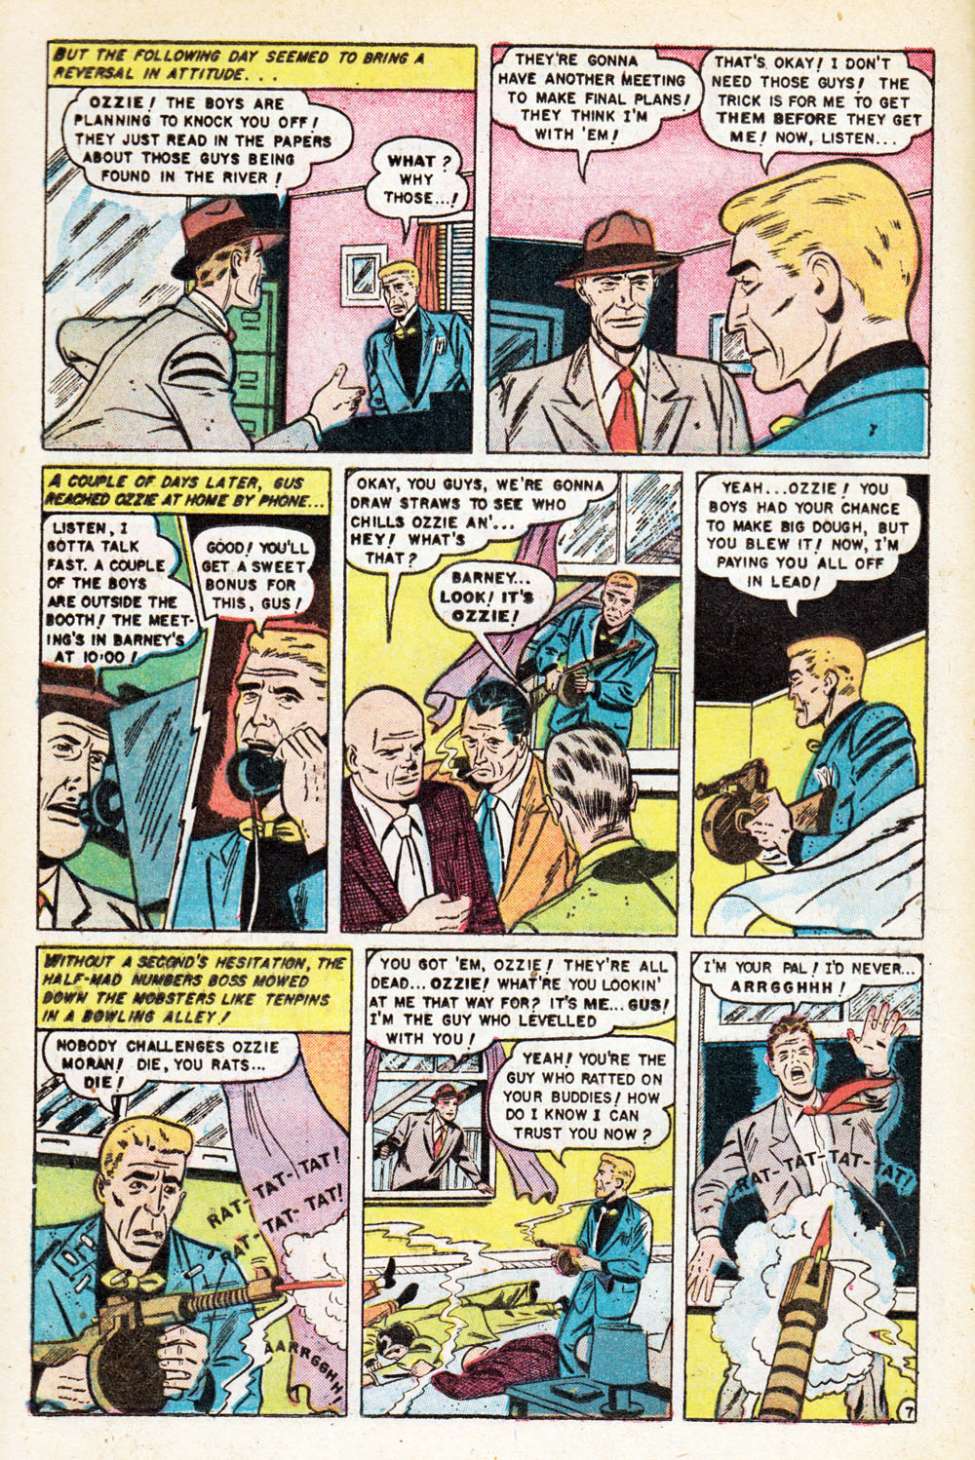 BUT THE FOLLOWING DAY SEEMED TO BRING A
REVERSAL IN ATTITUDE...
OZZIE! THE BOYS ARE
PLANNING TO KNOCK YOU OFF!
THEY JUST READ IN THE PAPERS
ABOUT THOSE GUYS BEING
FOUND IN THE RIVER!
WHAT?
WHY
THOSE...!
THEY'RE GONNA
HAVE ANOTHER MEETING
TO MAKE FINAL PLANS!
THEY THINK I'M
WITH 'EM!
THAT'S OKAY! I DON'T
NEED THOSE GUYS! THE
TRICK IS FOR ME TO GET
THEM BEFORE THEY GET
ME! NOW, LISTEN...
A COUPLE OF DAYS LATER, GUS
REACHED OZZIE AT HOME BY PHONE...
LISTEN, I
GOTTA TALK
FAST. A COUPLE
OF THE BOYS
ARE OUTSIDE THE
BOOTH! THE MEET-
ING'S IN BARNEY'S
AT 10:00!
GOOD! YOU'LL
GET A SWEET
BONUS FOR
THIS, GUS!
OKAY, YOU GUYS, WE'RE GONNA
DRAW STRAWS TO SEE WHO
CHILLS OZZIE AN'...
HEY! WHAT'S
THAT?
BARNEY...
LOOK! IT'S
OZZIE!
YEAH...OZZIE! YOU
BOYS HAD YOUR CHANCE
TO MAKE BIG DOUGH, BUT
YOU BLEW IT! NOW, I'M
PAYING YOU ALL OFF
IN LEAD!
WITHOUT A SECOND'S HESITATION, THE
HALF-MAD NUMBERS BOSS MOWED
DOWN THE MOBSTERS LIKE TENPINS
IN A BOWLING ALLEY!
NOBODY CHALLENGES OZZIE
MORAN! DIE, YOU RATS...
DIE!
RAT-TAT-TAT!
RAT-TAT-TAT!
AARRGGHHH!
YOU GOT 'EM, OZZIE! THEY'RE ALL
DEAD... OZZIE! WHAT'RE YOU LOOKIN'
AT ME THAT WAY FOR? IT'S ME... GUS!
I'M THE GUY WHO LEVELLED
WITH YOU!
YEAH! YOU'RE THE
GUY WHO RATTED ON
YOUR BUDDIES! HOW
DO I KNOW I CAN
TRUST YOU NOW?
I'M YOUR PAL! I'D NEVER...
ARRGGHHH!
RAT-TAT-TAT-TAT!
7